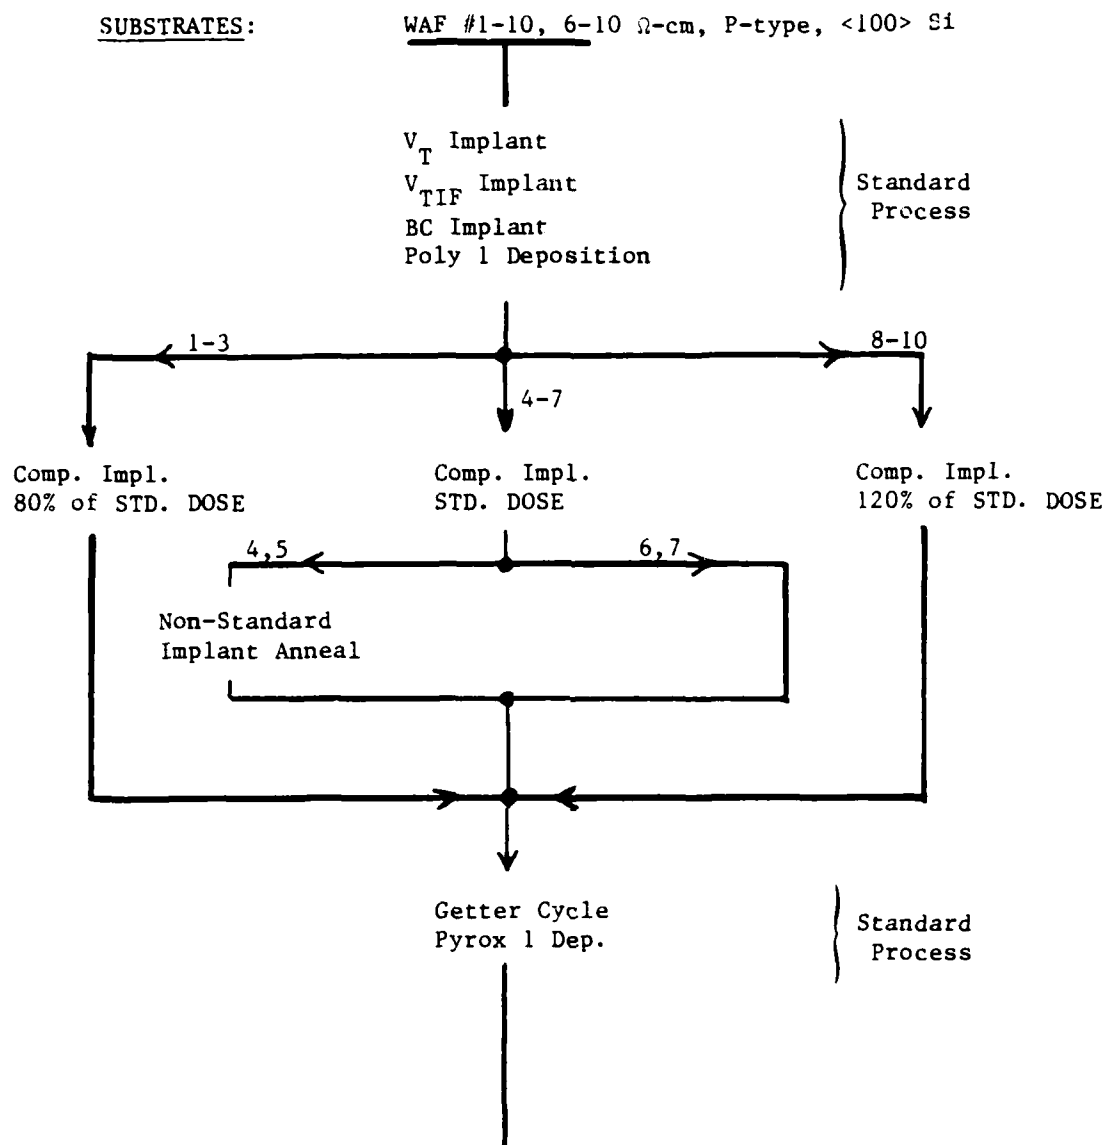 SUBSTRATES: WAF #1-10, 6-10 Ω-cm, P-type, <100> Si
V_T Implant
V_TIF Implant
BC Implant
Poly 1 Deposition
Standard
Process
1-3
8-10
4-7
Comp. Impl.
80% of STD. DOSE
Comp. Impl.
STD. DOSE
Comp. Impl.
120% of STD. DOSE
4,5
6,7
Non-Standard
Implant Anneal
Getter Cycle
Pyrox 1 Dep.
Standard
Process